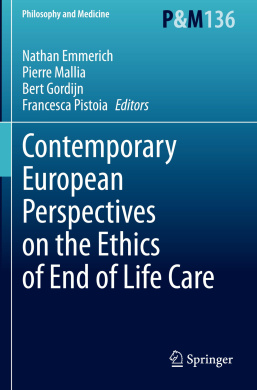 Philosophy and Medicine
P&M136
Nathan Emmerich
Pierre Mallia
Bert Gordijn
Francesca Pistoia Editors
Contemporary
European
Perspectives
on the Ethics
of End of Life Care
Springer